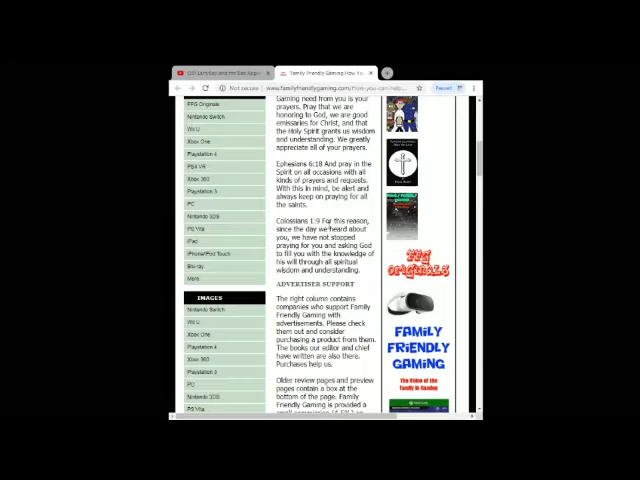 Family Friendly Gaming How Yo
Not secure
www.familyfriendlygaming.com/How-you-can-help
Paused
FFG Originals
Nintendo Switch
Wii U
Xbox One
Playstation 4
PS4 VR
Xbox 360
Playstation 3
PC
Nintendo 3DS
PS Vita
iPad
iPhone/iPod Touch
Blu-ray
More
IMAGES
Nintendo Switch
Wii U
Xbox One
Playstation 4
Xbox 360
Playstation 3
PC
Nintendo 3DS
PS Vita
Gaming need from you is your
prayers. Pray that we are
honoring to God, we are good
emissaries for Christ, and that
the Holy Spirit grants us wisdom
and understanding. We greatly
appreciate all of your prayers.
Ephesians 6:18 And pray in the
Spirit on all occasions with all
kinds of prayers and requests.
With this in mind, be alert and
always keep on praying for all
the saints.
Colossians 1:9 For this reason,
since the day we heard about
you, we have not stopped
praying for you and asking God
to fill you with the knowledge of
his will through all spiritual
wisdom and understanding.
ADVERTISER SUPPORT
The right column contains
companies who support Family
Friendly Gaming with
advertisements. Please check
them out and consider
purchasing a product from them.
The books our editor and chief
have written are also there.
Purchases help us.
Older review pages and preview
pages contain a box at the
bottom of the page. Family
Friendly Gaming is provided a
FFG
ORiGiNALS
FAMiLY
FRiENDLY
GAMiNG
The Voice of the
Family in Gaming